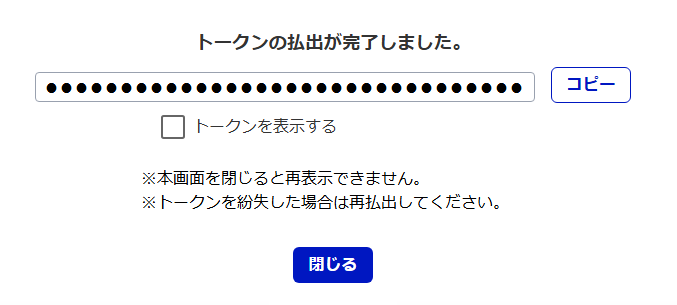 トークンの払出が完了しました。
●●●●●●●●●●●●●●●●●●●●●●●●●●●●●●●● コピー
トークンを表示する
※本画面を閉じると再表示できません。
※トークンを紛失した場合は再払出してください。
閉じる